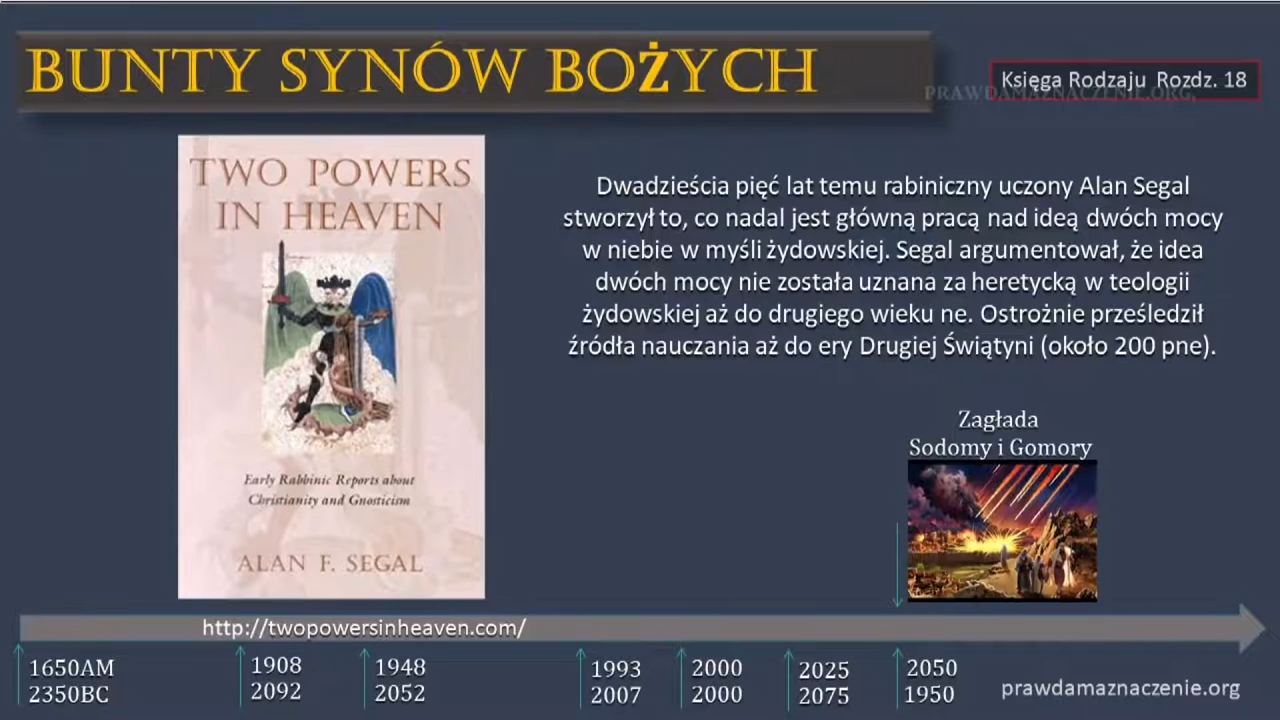 BUNTY SYNÓW BOŻYCH
Księga Rodzaju Rozdz. 18
PRAWDAMAZNACZENIE.ORG
TWO POWERS
IN HEAVEN
Early Rabbinic Reports about
Christianity and Gnosticism
ALAN F. SEGAL
Dwadzieścia pięć lat temu rabiniczny uczony Alan Segal
stworzył to, co nadal jest główną pracą nad ideą dwóch mocy
w niebie w myśli żydowskiej. Segal argumentował, że idea
dwóch mocy nie została uznana za heretycką w teologii
żydowskiej aż do drugiego wieku ne. Ostrożnie prześledził
źródła nauczania aż do ery Drugiej Świątyni (około 200 pne).
Zagłada
Sodomy i Gomory
http://twopowersinheaven.com/
1650AM 1908 1948 1993 2000 2025 2050
2350BC 2092 2052 2007 2000 2075 1950
prawdamaznaczenie.org